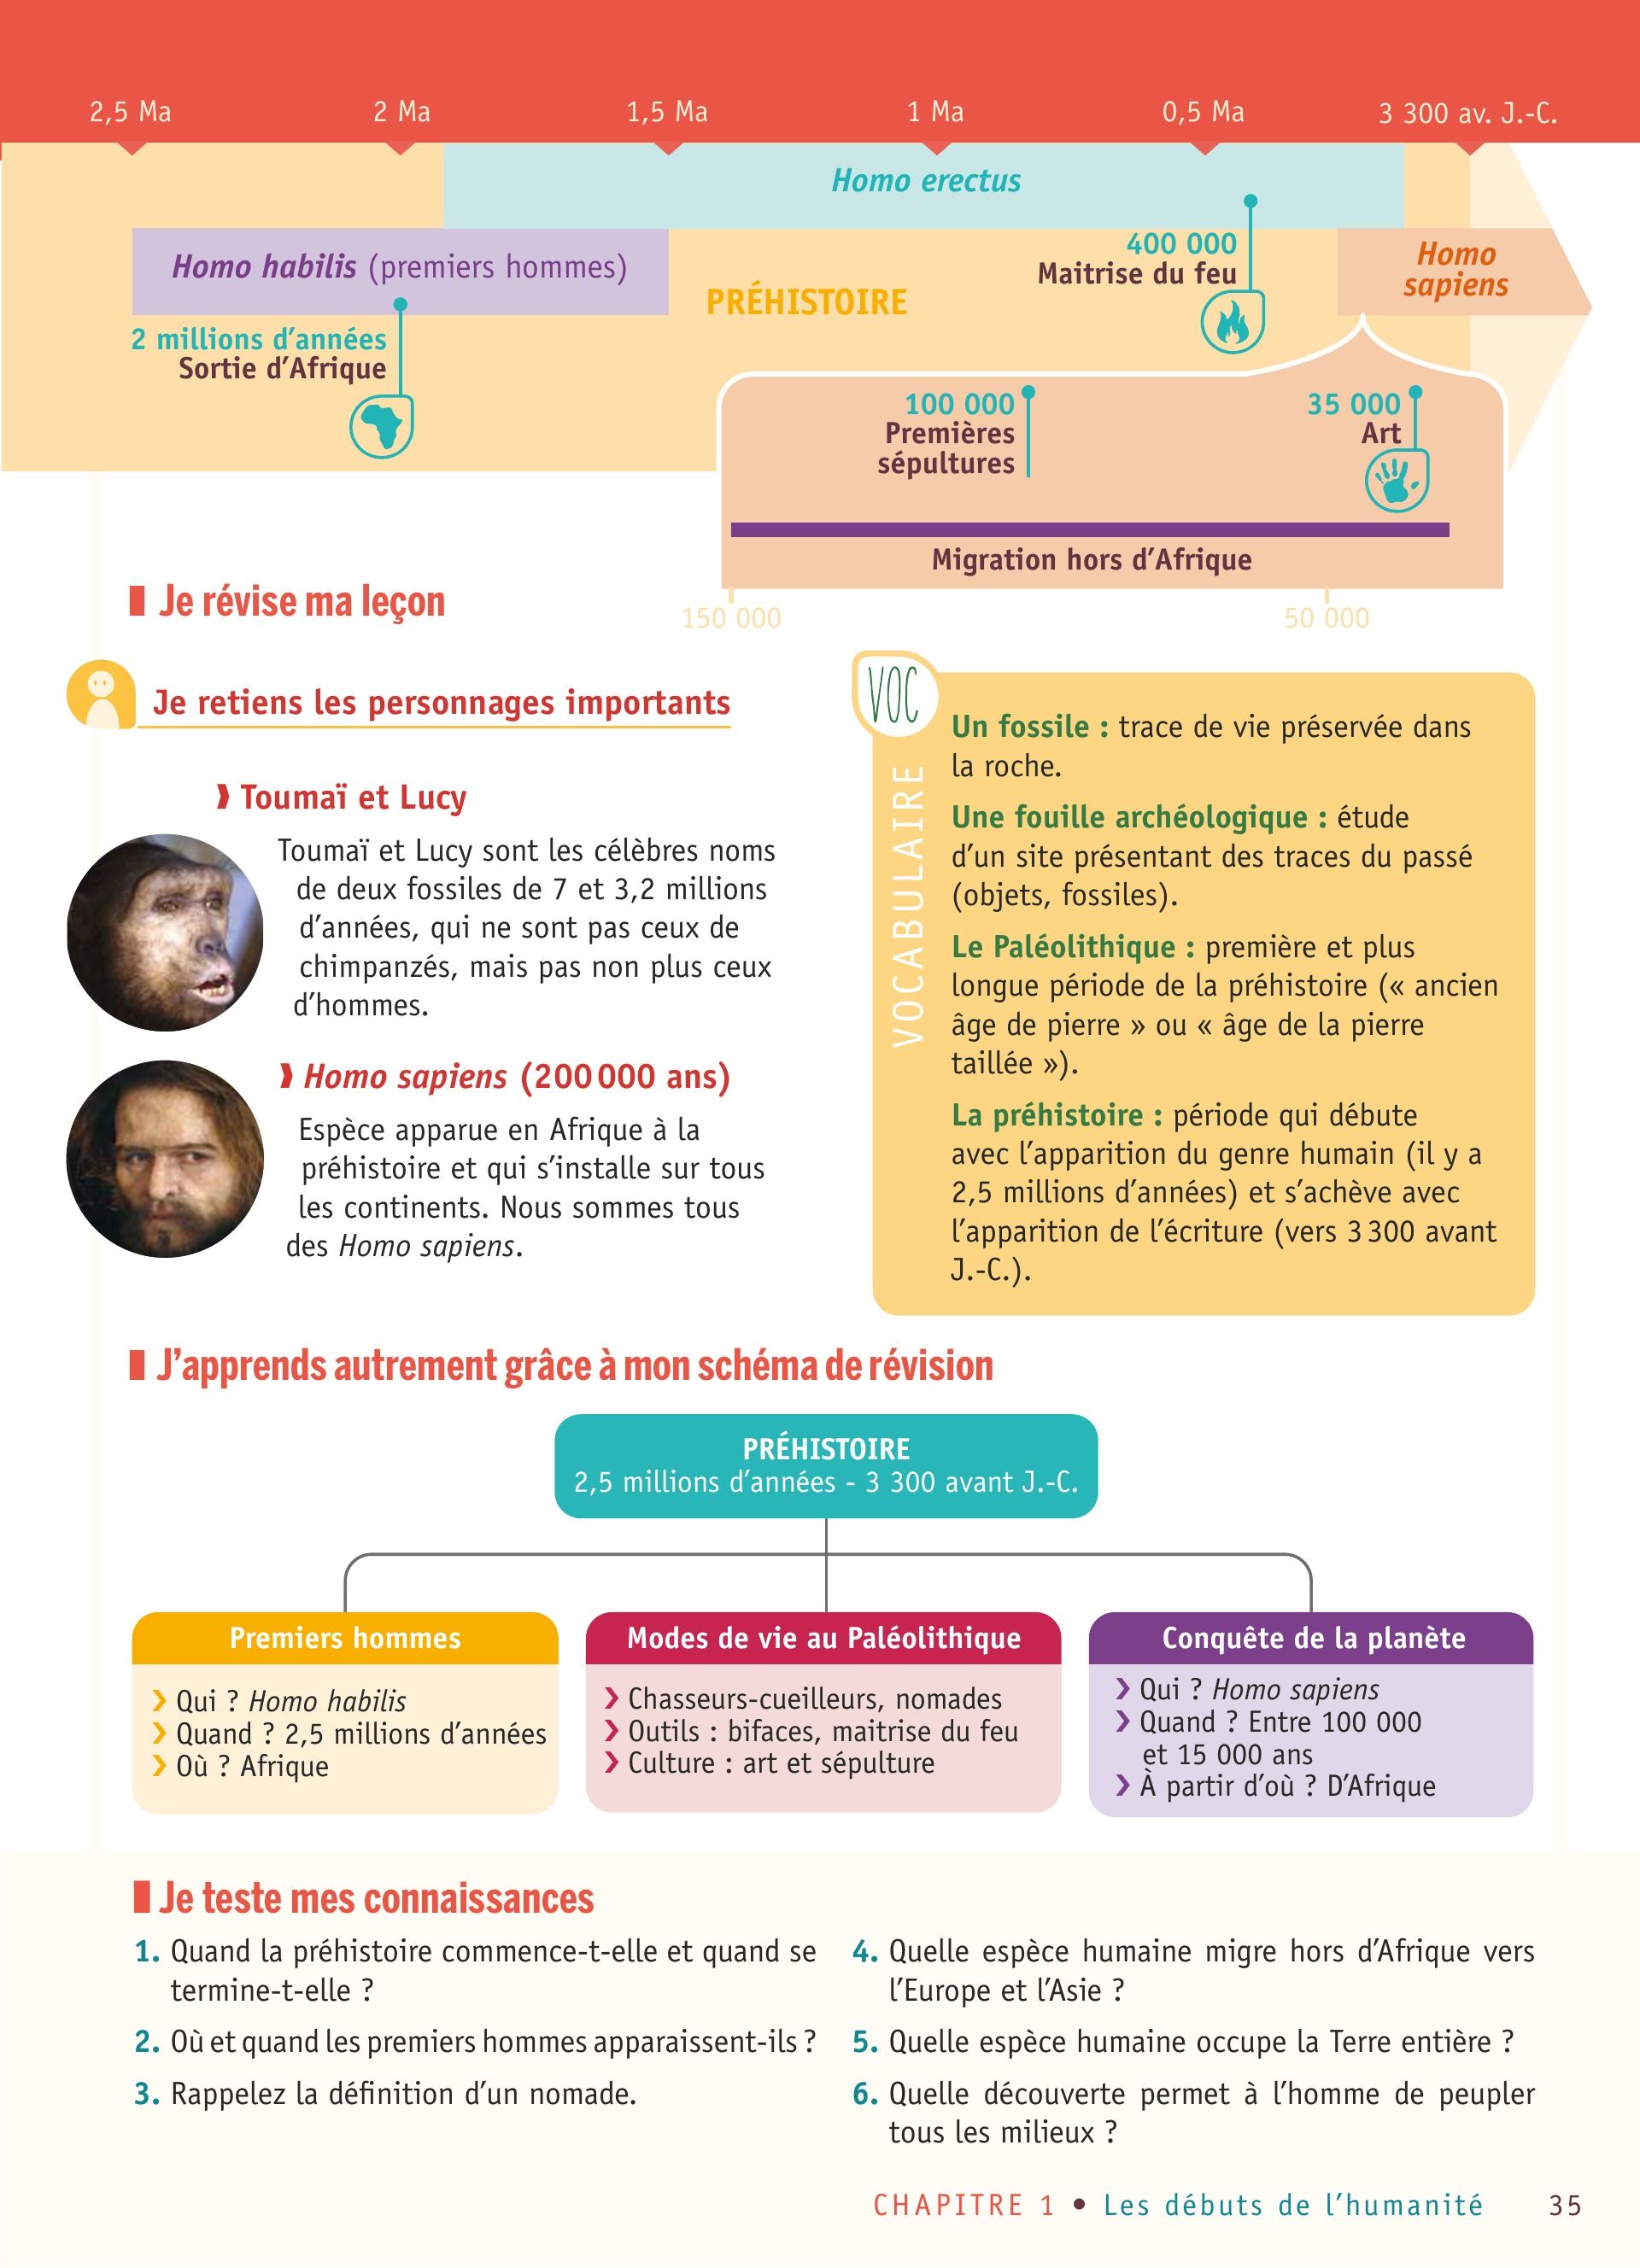 2,5 Ma
2 Ma
1,5 Ma
1 Ma
0,5 Ma
3 300 av. J.-C.
Homo erectus
Homo habilis (premiers hommes)
2 millions d’années
Sortie d’Afrique
PRÉHISTOIRE
400 000
Maitrise du feu
Homo
sapiens
100 000
Premières
sépultures
35 000
Art
Migration hors d’Afrique
150 000
50 000
Je révise ma leçon
Je retiens les personnages importants
Toumaï et Lucy
Toumaï et Lucy sont les célèbres noms
de deux fossiles de 7 et 3,2 millions
d’années, qui ne sont pas ceux de
chimpanzés, mais pas non plus ceux
d’hommes.
Homo sapiens (200 000 ans)
Espèce apparue en Afrique à la
préhistoire et qui s’installe sur tous
les continents. Nous sommes tous
des Homo sapiens.
VOC
VOCABULAIRE
Un fossile : trace de vie préservée dans
la roche.
Une fouille archéologique : étude
d’un site présentant des traces du passé
(objets, fossiles).
Le Paléolithique : première et plus
longue période de la préhistoire (« ancien
âge de pierre » ou « âge de la pierre
taillée »).
La préhistoire : période qui débute
avec l’apparition du genre humain (il y a
2,5 millions d’années) et s’achève avec
l’apparition de l’écriture (vers 3 300 avant
J.-C.).
J’apprends autrement grâce à mon schéma de révision
PRÉHISTOIRE
2,5 millions d’années - 3 300 avant J.-C.
Premiers hommes
❯ Qui ? Homo habilis
❯ Quand ? 2,5 millions d’années
❯ Où ? Afrique
Modes de vie au Paléolithique
❯ Chasseurs-cueilleurs, nomades
❯ Outils : bifaces, maitrise du feu
❯ Culture : art et sépulture
Conquête de la planète
❯ Qui ? Homo sapiens
❯ Quand ? Entre 100 000
et 15 000 ans
❯ À partir d’où ? D’Afrique
Je teste mes connaissances
1. Quand la préhistoire commence-t-elle et quand se
termine-t-elle ?
2. Où et quand les premiers hommes apparaissent-ils ?
3. Rappelez la définition d’un nomade.
4. Quelle espèce humaine migre hors d’Afrique vers
l’Europe et l’Asie ?
5. Quelle espèce humaine occupe la Terre entière ?
6. Quelle découverte permet à l’homme de peupler
tous les milieux ?
CHAPITRE 1 • Les débuts de l’humanité 35